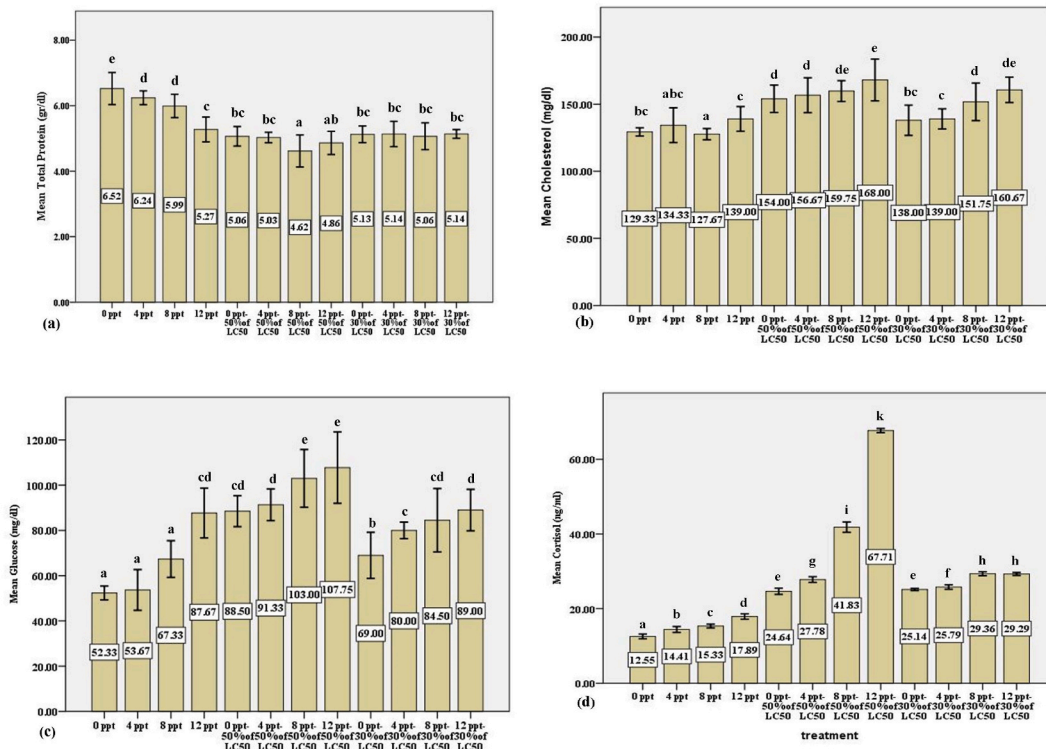 8.00
6.00
4.00
2.00
0.00
Mean Total Protein (gr/dl)
e d d c bc bc a ab bc bc bc bc
6.52 6.24 5.99 5.27 5.06 5.03 4.62 4.86 5.13 5.14 5.06 5.14
0 ppt 4 ppt 8 ppt 12 ppt 0 ppt- 4 ppt- 8 ppt- 12 ppt- 0 ppt- 4 ppt- 8 ppt- 12 ppt-
50%of 50%of 50%of 50%of 30%of 30%of 30%of 30%of
LC50 LC50 LC50 LC50 LC50 LC50 LC50 LC50
(a)
200.00
150.00
100.00
50.00
0.00
Mean Cholesterol (mg/dl)
bc abc a c d d de e bc c d de
129.33 134.33 127.67 139.00 154.00 156.67 159.75 168.00 138.00 139.00 151.75 160.67
0 ppt 4 ppt 8 ppt 12 ppt 0 ppt- 4 ppt- 8 ppt- 12 ppt- 0 ppt- 4 ppt- 8 ppt- 12 ppt-
50%of 50%of 50%of 50%of 30%of 30%of 30%of 30%of
LC50 LC50 LC50 LC50 LC50 LC50 LC50 LC50
(b)
120.00
100.00
80.00
60.00
40.00
20.00
0.00
Mean Glucose (mg/dl)
a a a cd cd d e e b c cd d
52.33 53.67 67.33 87.67 88.50 91.33 103.00 107.75 69.00 80.00 84.50 89.00
0 ppt 4 ppt 8 ppt 12 ppt 0 ppt- 4 ppt- 8 ppt- 12 ppt- 0 ppt- 4 ppt- 8 ppt- 12 ppt-
50%of 50%of 50%of 50%of 30%of 30%of 30%of 30%of
LC50 LC50 LC50 LC50 LC50 LC50 LC50 LC50
(c)
60.00
40.00
20.00
0.00
Mean Cortisol (ng/ml)
a b c d e g i k e f h h
12.55 14.41 15.33 17.89 24.64 27.78 41.83 67.71 25.14 25.79 29.36 29.29
0 ppt 4 ppt 8 ppt 12 ppt 0 ppt- 4 ppt- 8 ppt- 12 ppt- 0 ppt- 4 ppt- 8 ppt- 12 ppt-
50%of 50%of 50%of 50%of 30%of 30%of 30%of 30%of
LC50 LC50 LC50 LC50 LC50 LC50 LC50 LC50
(d)
treatment